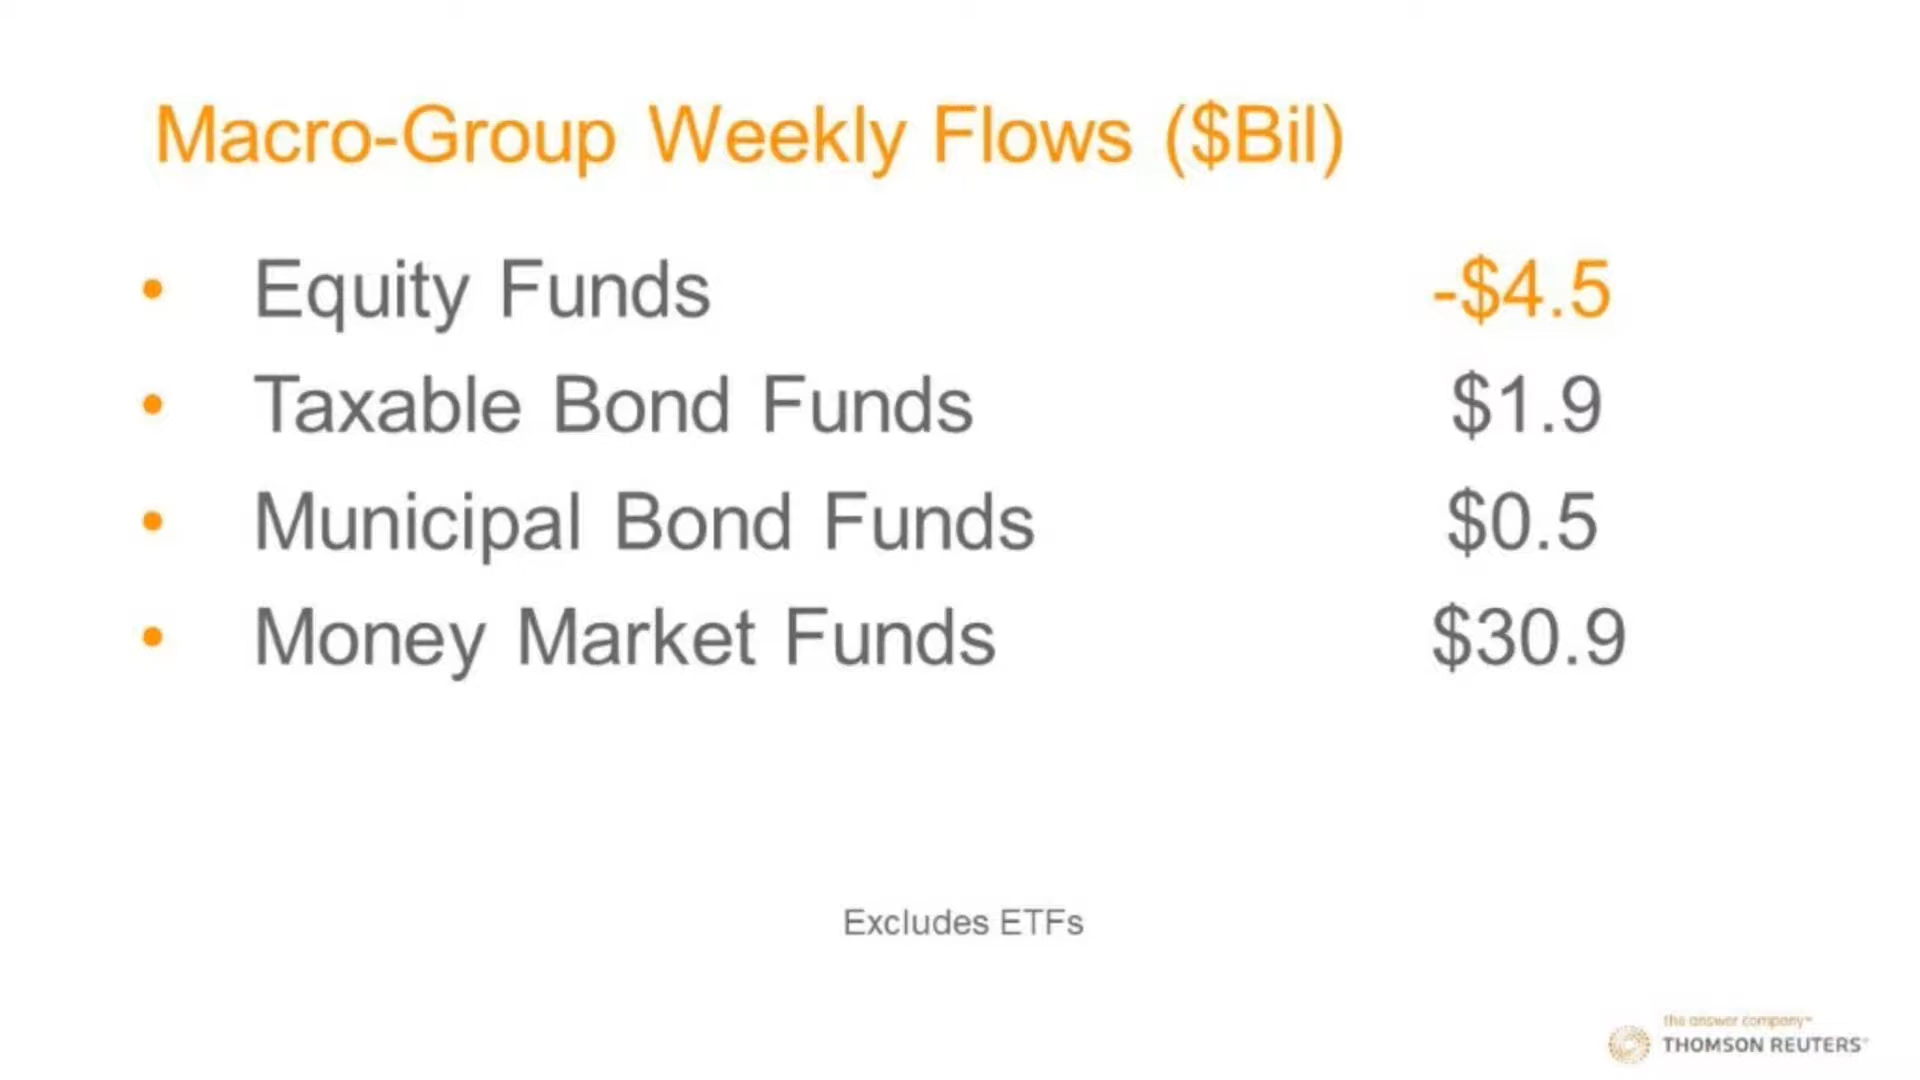 Macro-Group Weekly Flows ($Bil)
• Equity Funds -$4.5
• Taxable Bond Funds $1.9
• Municipal Bond Funds $0.5
• Money Market Funds $30.9
Excludes ETFs
the answer company™
THOMSON REUTERS®